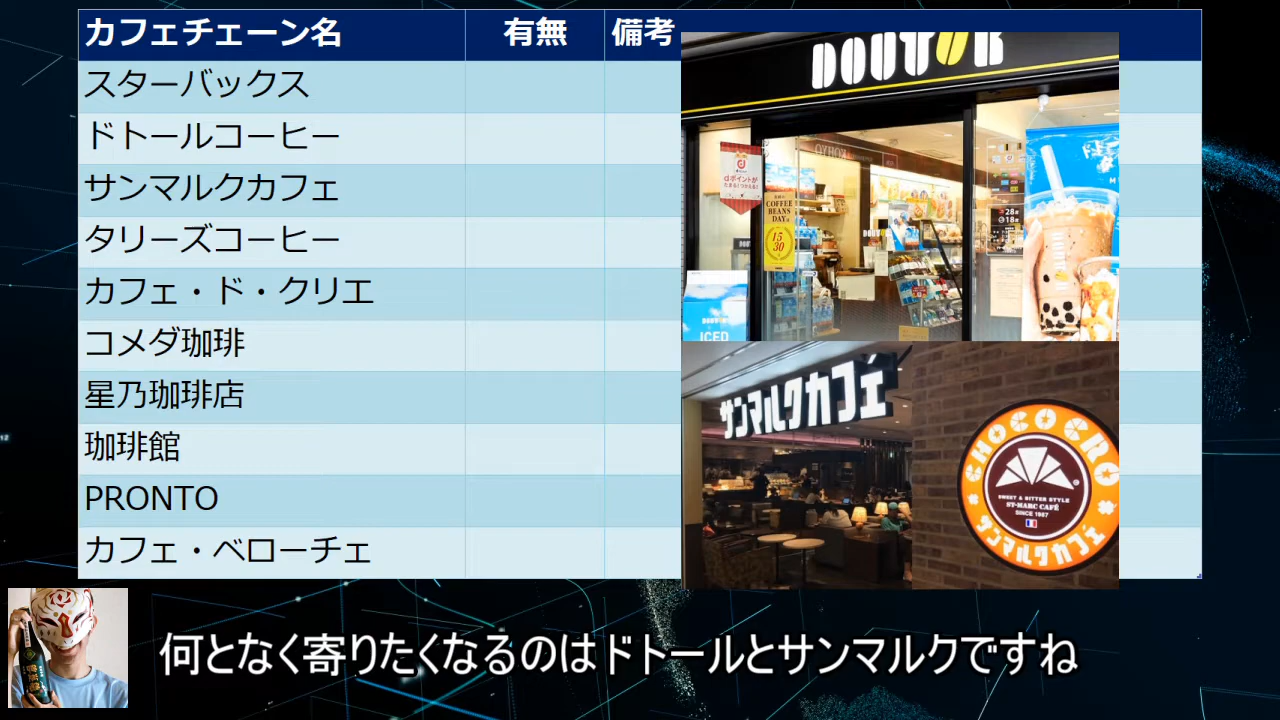 カフェチェーン名 有無 備考
スターバックス
ドトールコーヒー
サンマルクカフェ
タリーズコーヒー
カフェ・ド・クリエ
コメダ珈琲
星乃珈琲店
珈琲館
PRONTO
カフェ・ベローチェ
DOUTOR
dポイントが
COFFEE
BEANS
DAY
15
30
DOUTOR
ICED
サンマルクカフェ
CHOCOCRO
SWEET & BITTER STYLE
ST-MARC CAFÉ
SINCE 1987
サンマルクカフェ
何となく寄りたくなるのはドトールとサンマルクですね